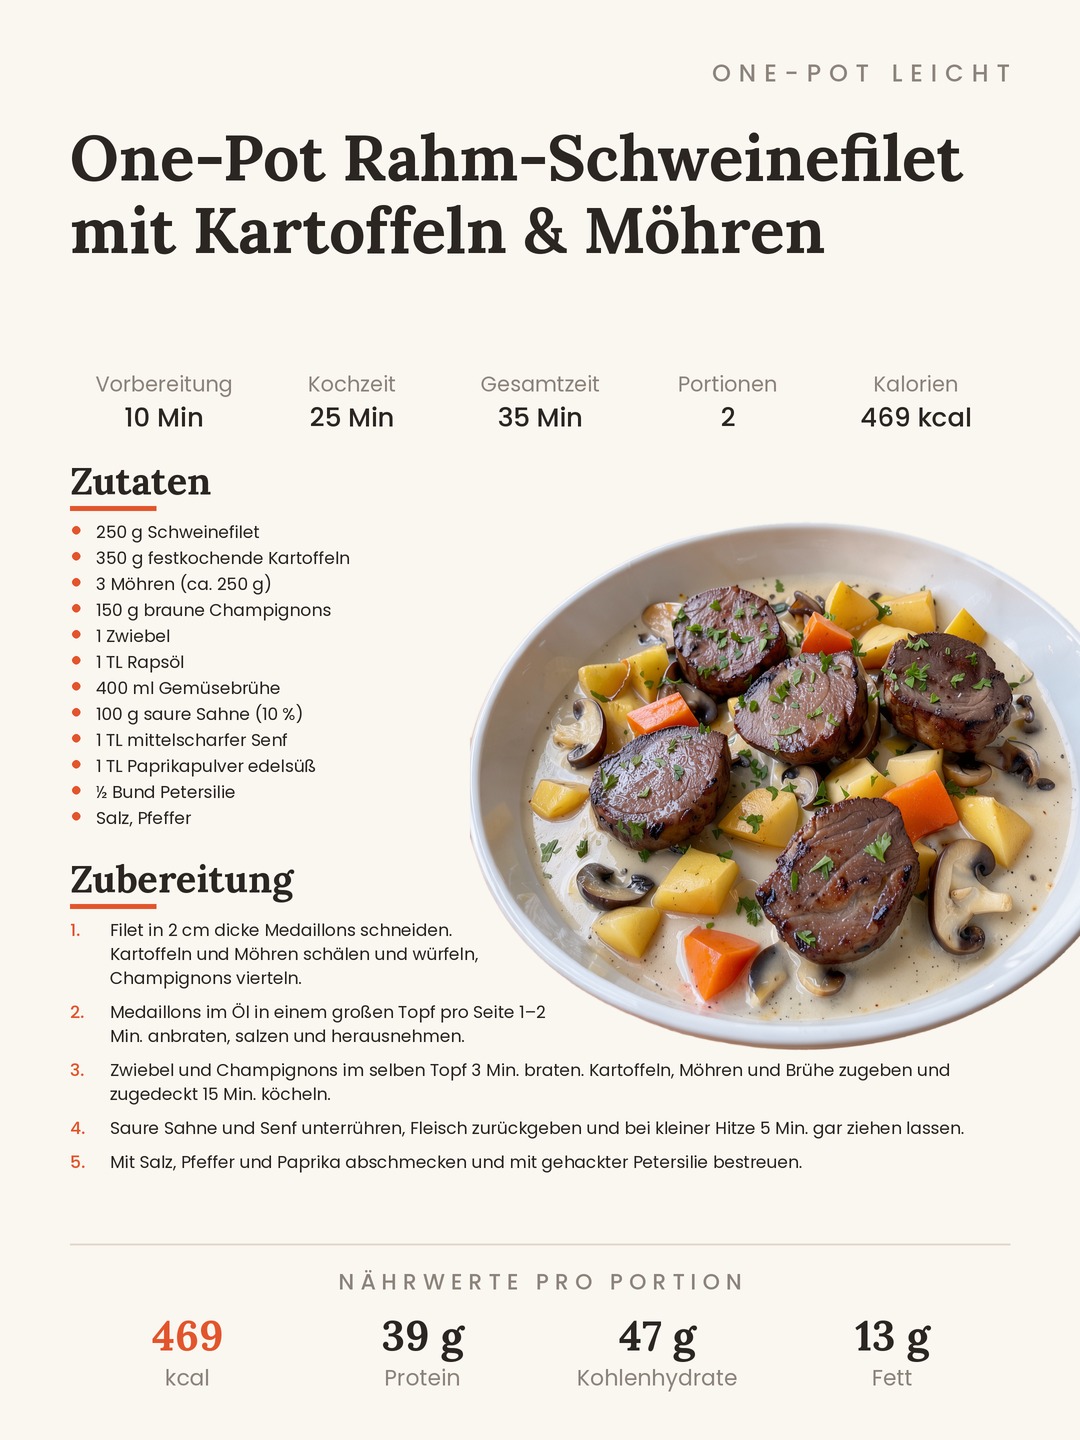 ONE-POT LEICHT
One-Pot Rahm-Schweinefilet
mit Kartoffeln & Möhren
Vorbereitung
10 Min
Kochzeit
25 Min
Gesamtzeit
35 Min
Portionen
2
Kalorien
469 kcal
Zutaten
250 g Schweinefilet
350 g festkochende Kartoffeln
3 Möhren (ca. 250 g)
150 g braune Champignons
1 Zwiebel
1 TL Rapsöl
400 ml Gemüsebrühe
100 g saure Sahne (10 %)
1 TL mittelscharfer Senf
1 TL Paprikapulver edelsüß
½ Bund Petersilie
Salz, Pfeffer
Zubereitung
1. Filet in 2 cm dicke Medaillons schneiden.
Kartoffeln und Möhren schälen und würfeln,
Champignons vierteln.
2. Medaillons im Öl in einem großen Topf pro Seite 1–2
Min. anbraten, salzen und herausnehmen.
3. Zwiebel und Champignons im selben Topf 3 Min. braten. Kartoffeln, Möhren und Brühe zugeben und
zugedeckt 15 Min. köcheln.
4. Saure Sahne und Senf unterrühren, Fleisch zurückgeben und bei kleiner Hitze 5 Min. gar ziehen lassen.
5. Mit Salz, Pfeffer und Paprika abschmecken und mit gehackter Petersilie bestreuen.
NÄHRWERTE PRO PORTION
469
kcal
39 g
Protein
47 g
Kohlenhydrate
13 g
Fett